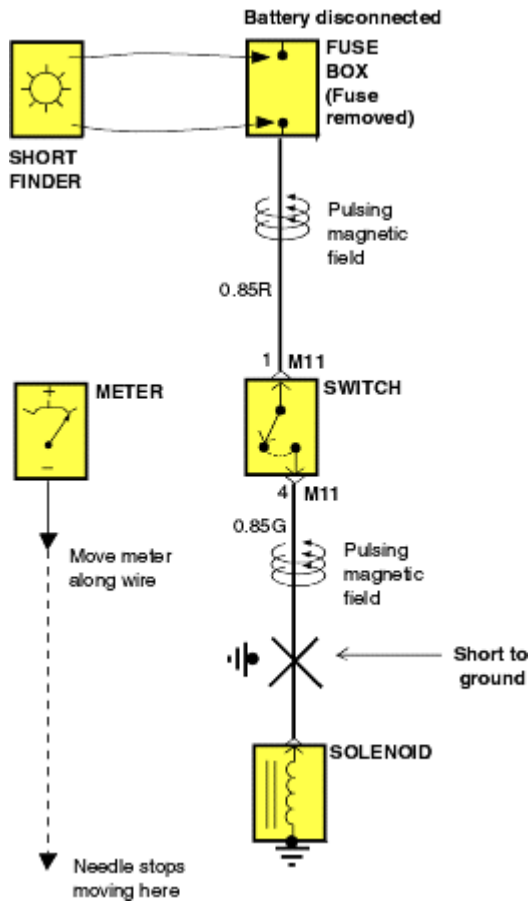 Battery disconnected
FUSE
BOX
(Fuse
removed)
SHORT
FINDER
Pulsing
magnetic
field
0.85R
1 M11
METER
+
−
SWITCH
4 M11
0.85G
Move meter
along wire
Pulsing
magnetic
field
Short to
ground
SOLENOID
Needle stops
moving here